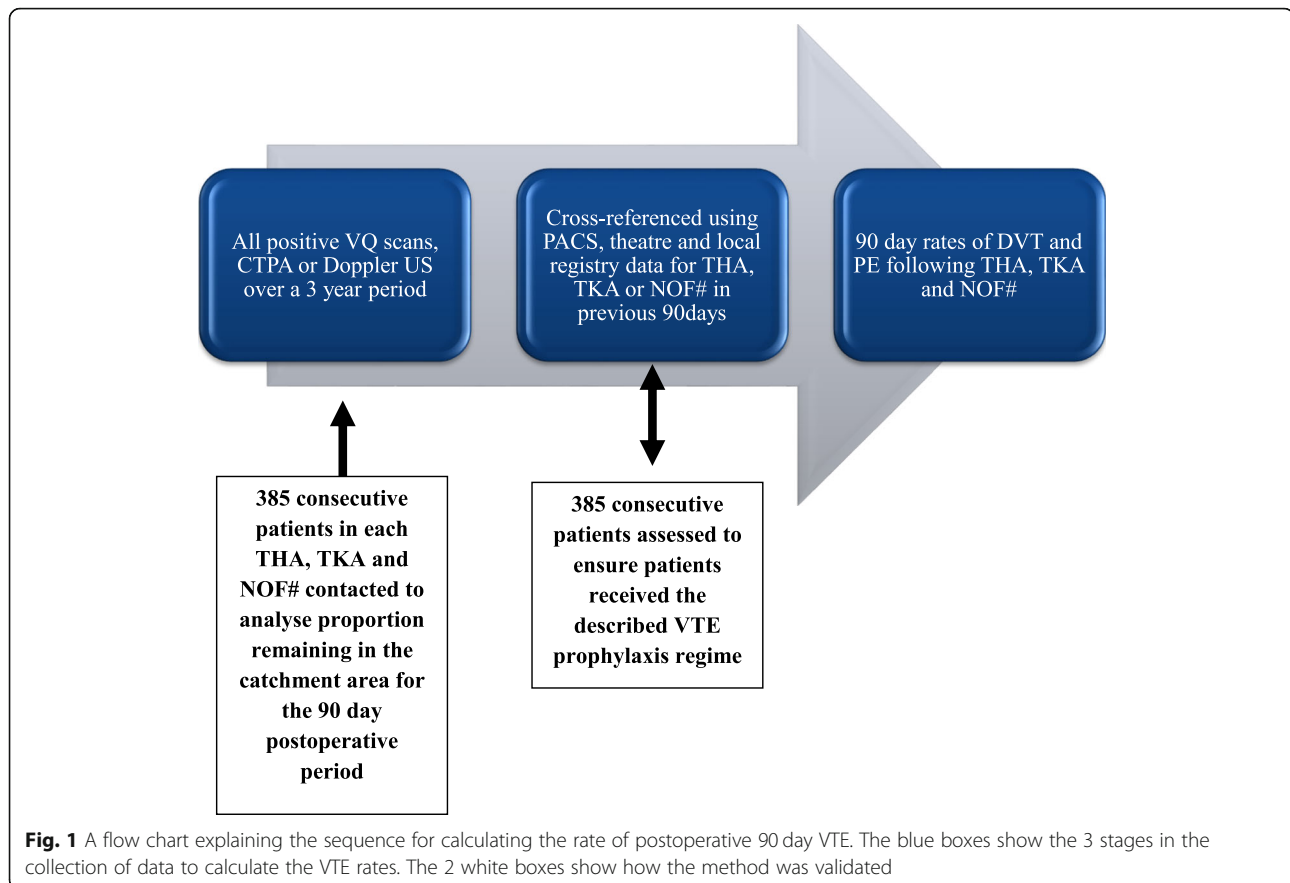 All positive VQ scans,
CTPA or Doppler US
over a 3 year period
Cross-referenced using
PACS, theatre and local
registry data for THA,
TKA or NOF# in
previous 90days
90 day rates of DVT and
PE following THA, TKA
and NOF#
385 consecutive
patients in each
THA, TKA and
NOF# contacted to
analyse proportion
remaining in the
catchment area for
the 90 day
postoperative
period
385 consecutive
patients assessed to
ensure patients
received the
described VTE
prophylaxis regime
Fig. 1 A flow chart explaining the sequence for calculating the rate of postoperative 90 day VTE. The blue boxes show the 3 stages in the
collection of data to calculate the VTE rates. The 2 white boxes show how the method was validated